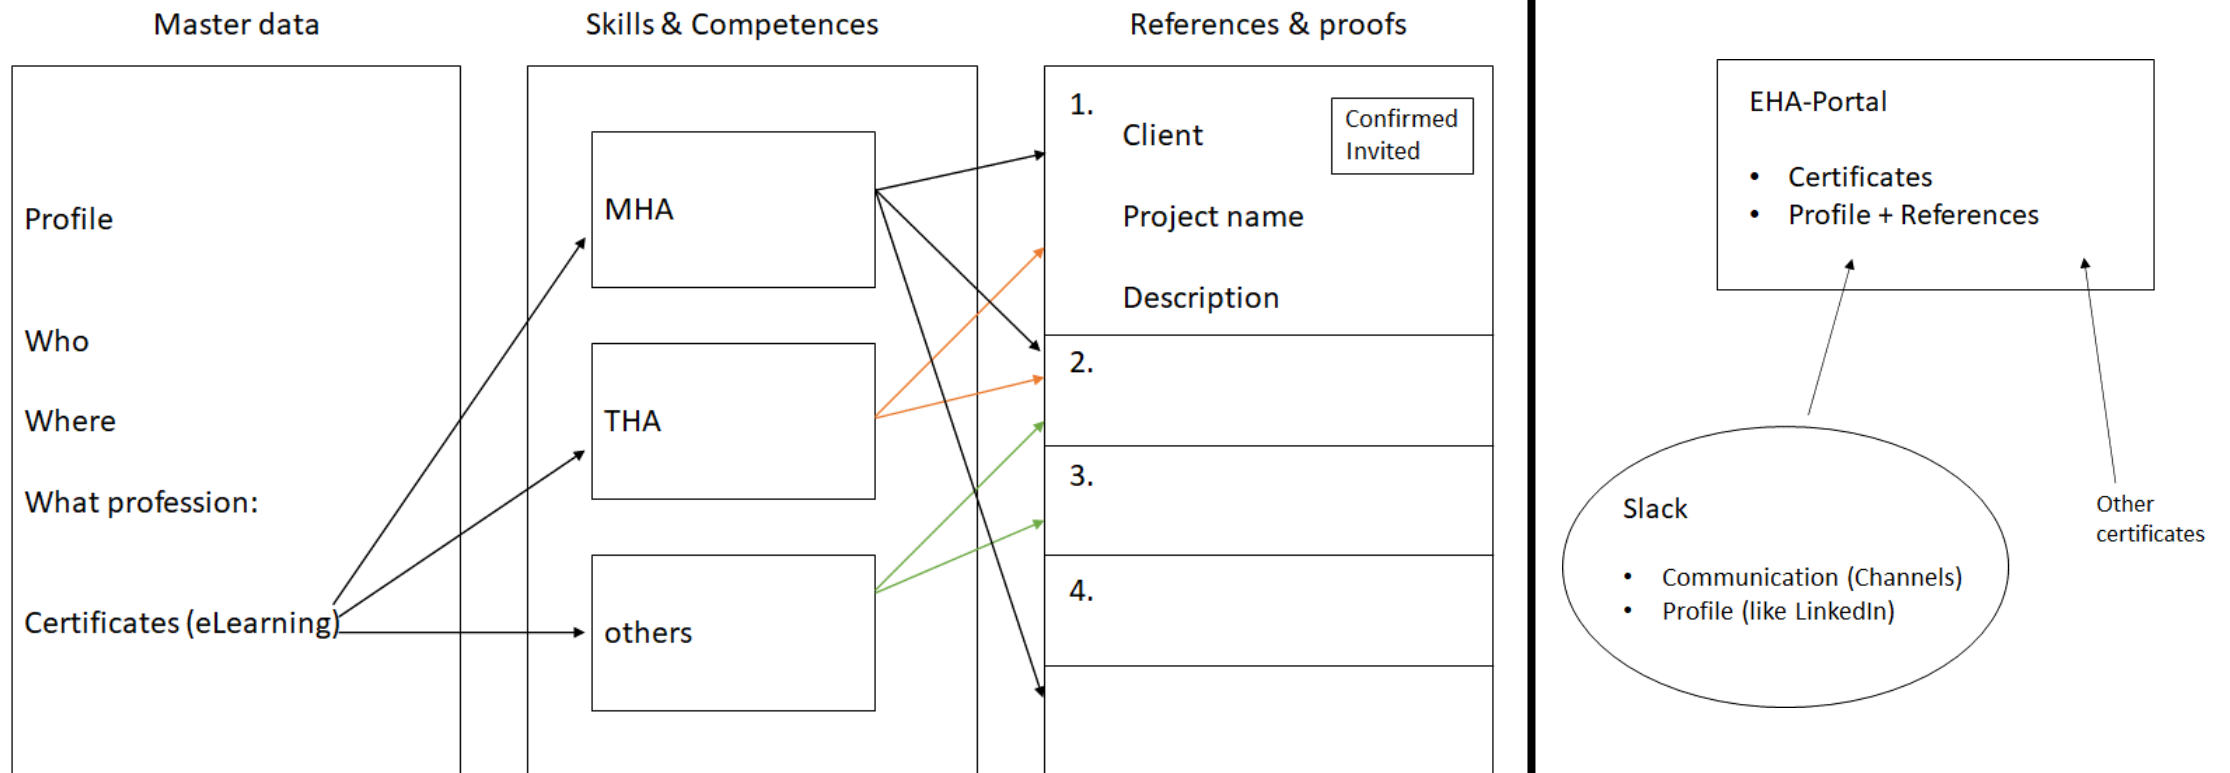 Master data
Profile
Who
Where
What profession:
Certificates (eLearning)
Skills & Competences
MHA
THA
others
References & proofs
1.
Client
Confirmed
Invited
Project name
Description
2.
3.
4.
EHA-Portal
• Certificates
• Profile + References
Slack
• Communication (Channels)
• Profile (like LinkedIn)
Other
certificates